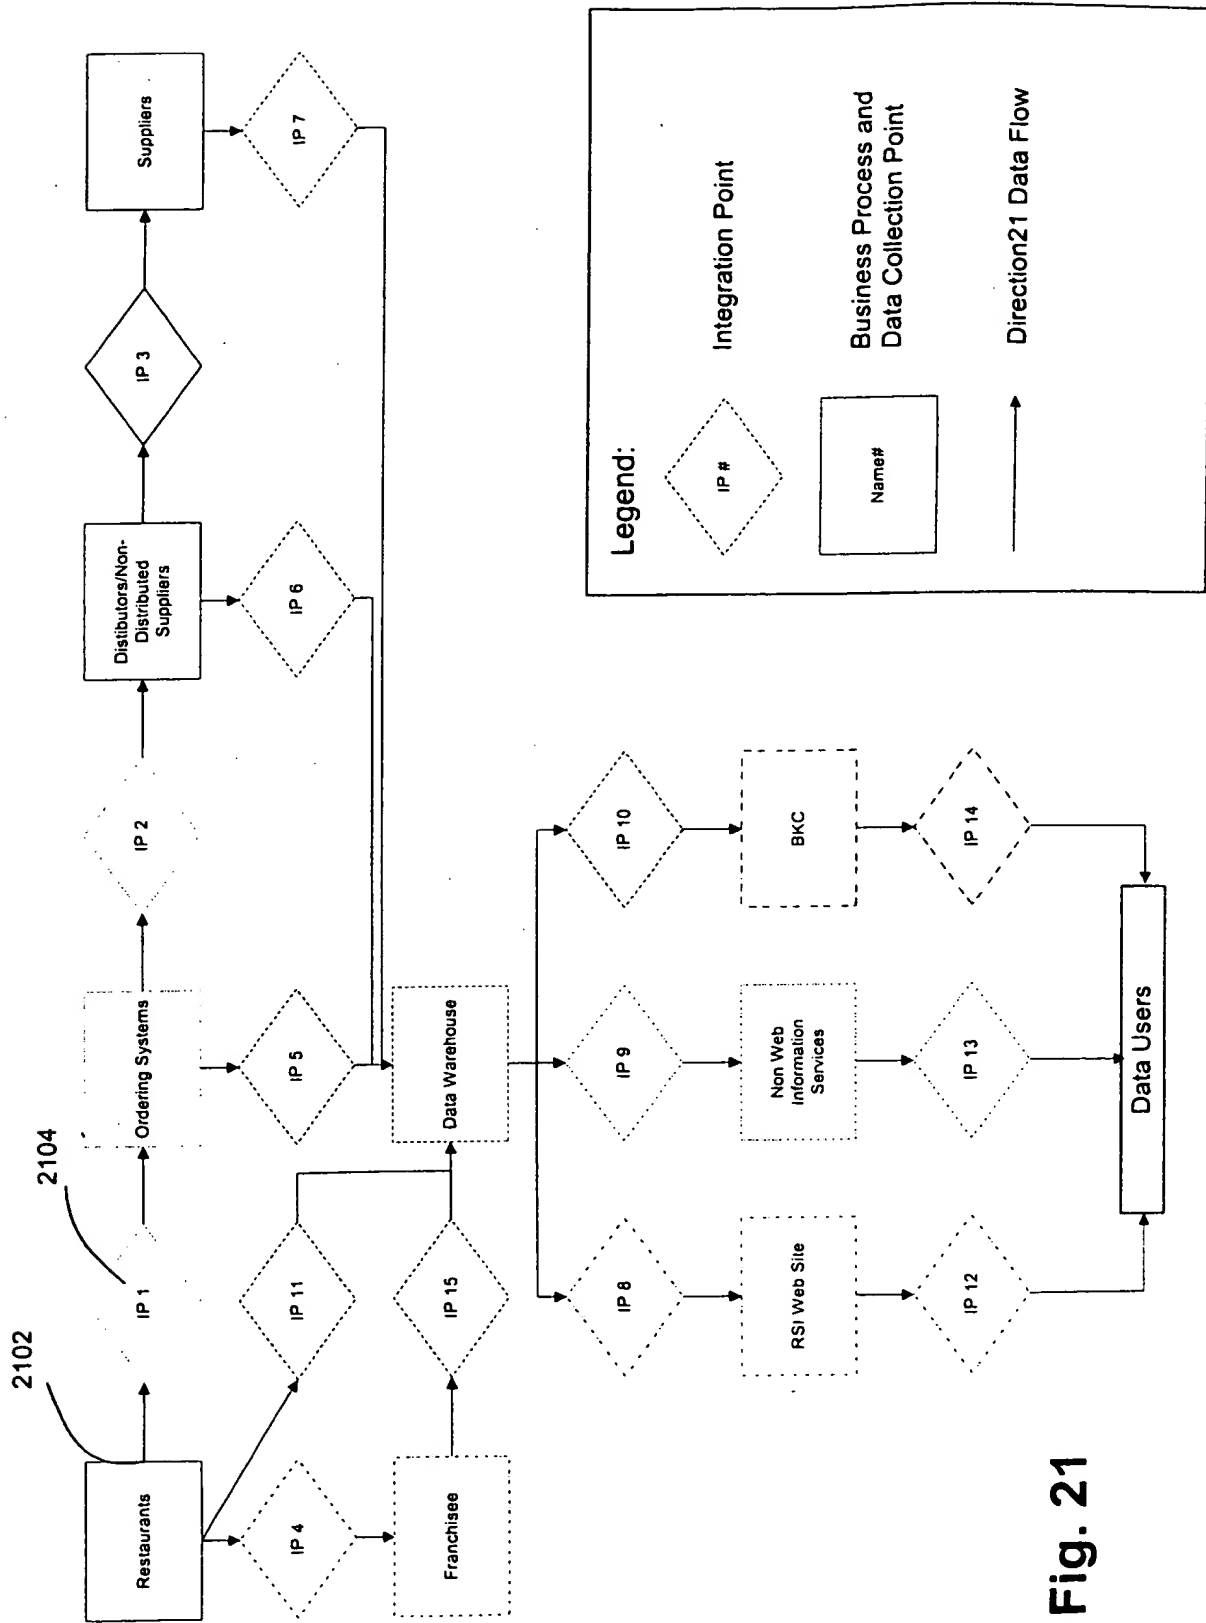 2102
2104
Restaurants
IP 1
Ordering Systems
IP 2
Distibutors/Non-
Distributed
Suppliers
IP 3
Suppliers
IP 4
IP 11
IP 5
IP 6
IP 7
Franchisee
IP 15
Data Warehouse
IP 8
IP 9
IP 10
RSI Web Site
Non Web
Information
Services
BKC
IP 12
IP 13
IP 14
Data Users
Legend:
IP #
Integration Point
Name#
Business Process and
Data Collection Point
Direction21 Data Flow
Fig. 21